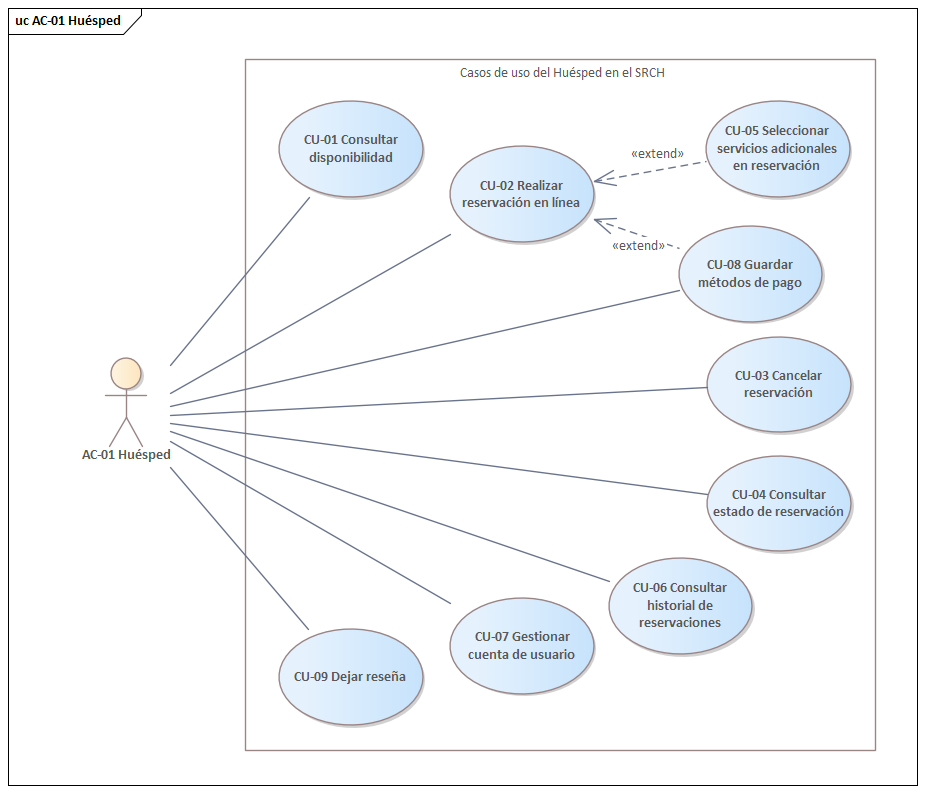 uc AC-01 Huésped
Casos de uso del Huésped en el SRCH
CU-01 Consultar
disponibilidad
CU-02 Realizar
reservación en línea
«extend»
CU-05 Seleccionar
servicios adicionales
en reservación
«extend»
CU-08 Guardar
métodos de pago
CU-03 Cancelar
reservación
AC-01 Huésped
CU-04 Consultar
estado de reservación
CU-06 Consultar
historial de
reservaciones
CU-07 Gestionar
cuenta de usuario
CU-09 Dejar reseña